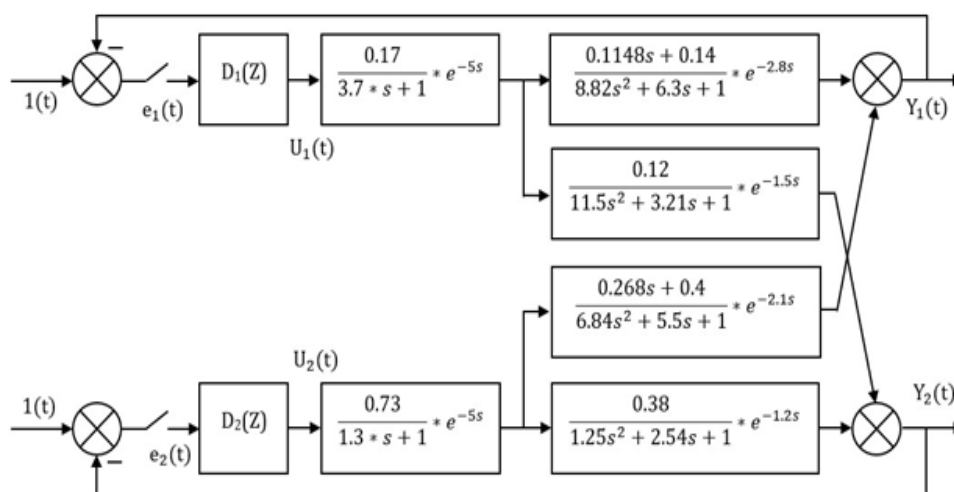 1(t)
−
e₁(t)
D₁(Z)
U₁(t)
0.17
3.7 * s + 1
* e^{−5s}
0.1148s + 0.14
8.82s² + 6.3s + 1
* e^{−2.8s}
Y₁(t)
0.12
11.5s² + 3.21s + 1
* e^{−1.5s}
0.268s + 0.4
6.84s² + 5.5s + 1
* e^{−2.1s}
1(t)
−
e₂(t)
D₂(Z)
U₂(t)
0.73
1.3 * s + 1
* e^{−5s}
0.38
1.25s² + 2.54s + 1
* e^{−1.2s}
Y₂(t)